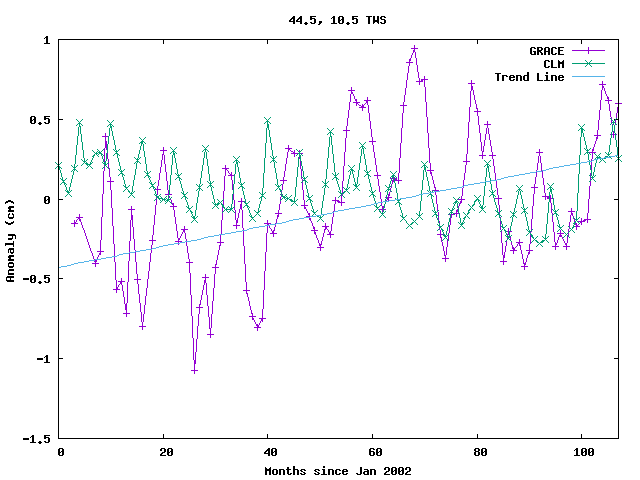 44.5, 10.5 TWS
GRACE
CLM
Trend Line
1
0.5
0
-0.5
-1
-1.5
Anomaly (cm)
0 20 40 60 80 100
Months since Jan 2002